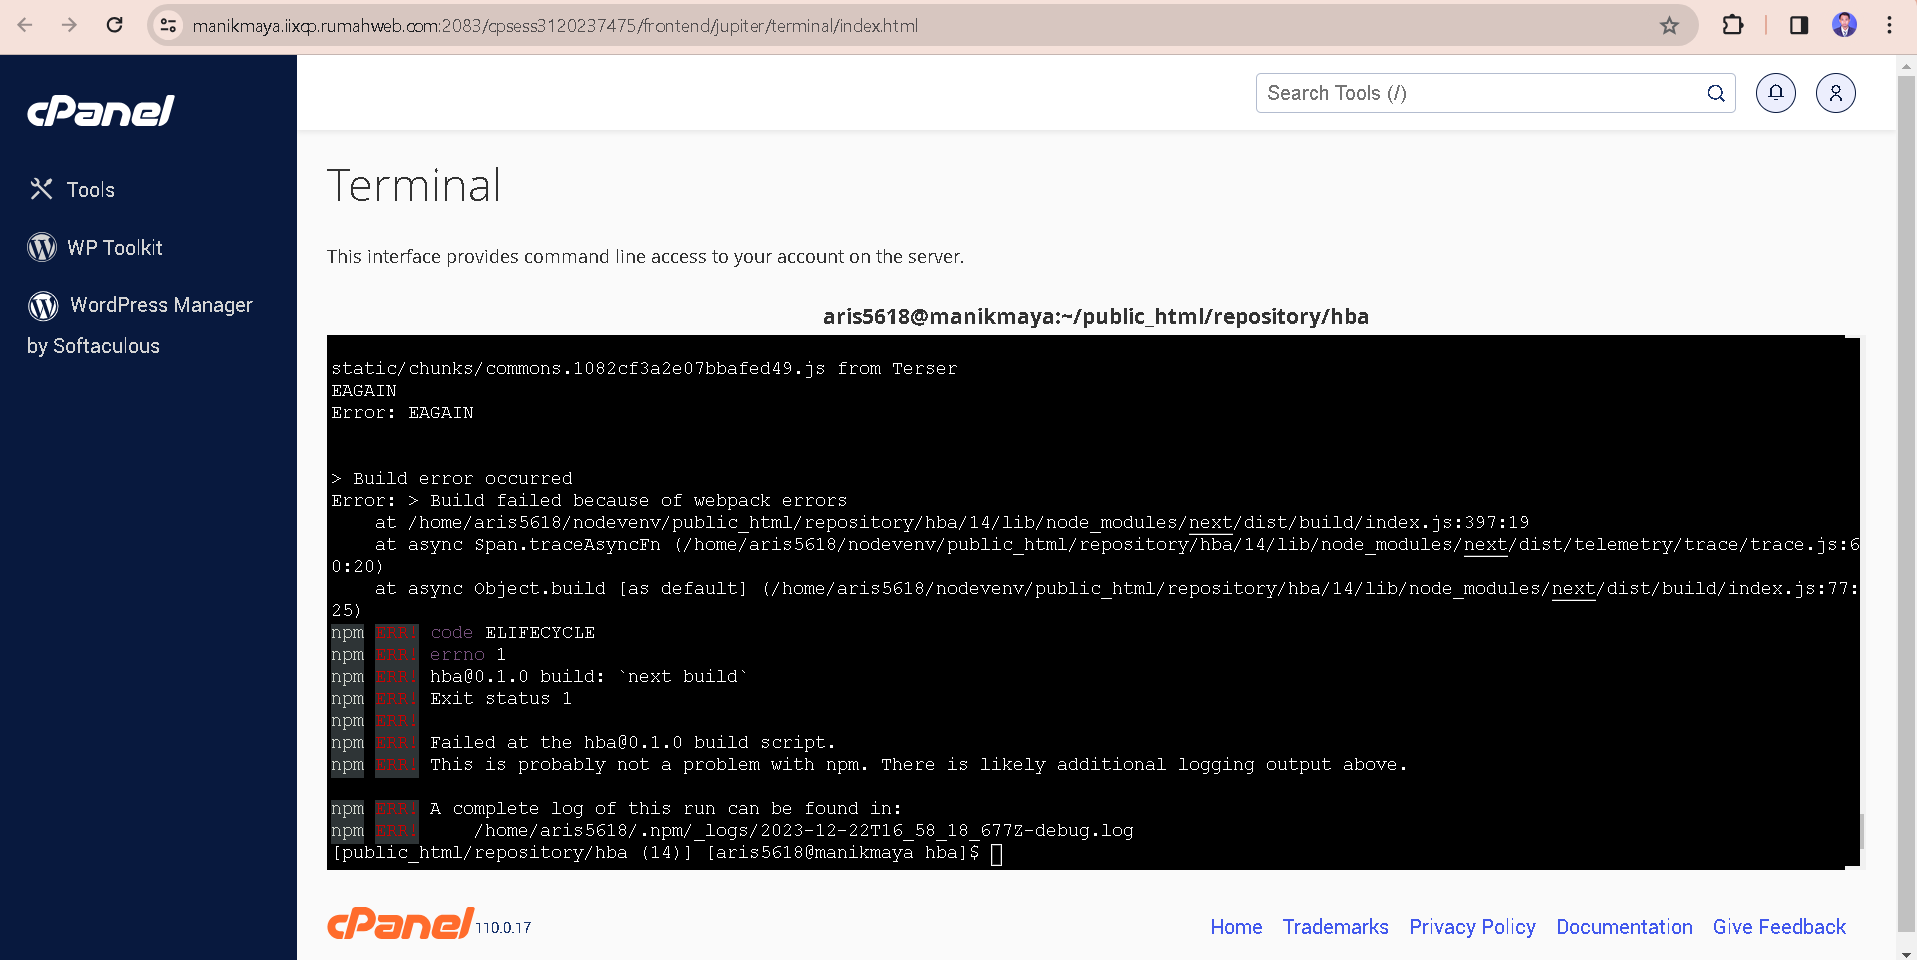 manikmaya.iixcp.rumahweb.com:2083/cpsess3120237475/frontend/jupiter/terminal/index.html
cPanel
Tools
WP Toolkit
WordPress Manager
by Softaculous
Search Tools (/)
Terminal
This interface provides command line access to your account on the server.
aris5618@manikmaya:~/public_html/repository/hba
static/chunks/commons.1082cf3a2e07bbafed49.js from Terser
EAGAIN
Error: EAGAIN
> Build error occurred
Error: > Build failed because of webpack errors
    at /home/aris5618/nodevenv/public_html/repository/hba/14/lib/node_modules/next/dist/build/index.js:397:19
    at async Span.traceAsyncFn (/home/aris5618/nodevenv/public_html/repository/hba/14/lib/node_modules/next/dist/telemetry/trace/trace.js:6
0:20)
    at async Object.build [as default] (/home/aris5618/nodevenv/public_html/repository/hba/14/lib/node_modules/next/dist/build/index.js:77:
25)
npm ERR! code ELIFECYCLE
npm ERR! errno 1
npm ERR! hba@0.1.0 build: `next build`
npm ERR! Exit status 1
npm ERR!
npm ERR! Failed at the hba@0.1.0 build script.
npm ERR! This is probably not a problem with npm. There is likely additional logging output above.
npm ERR! A complete log of this run can be found in:
npm ERR!     /home/aris5618/.npm/_logs/2023-12-22T16_58_18_677Z-debug.log
[public_html/repository/hba (14)] [aris5618@manikmaya hba]$
cPanel 110.0.17
Home Trademarks Privacy Policy Documentation Give Feedback